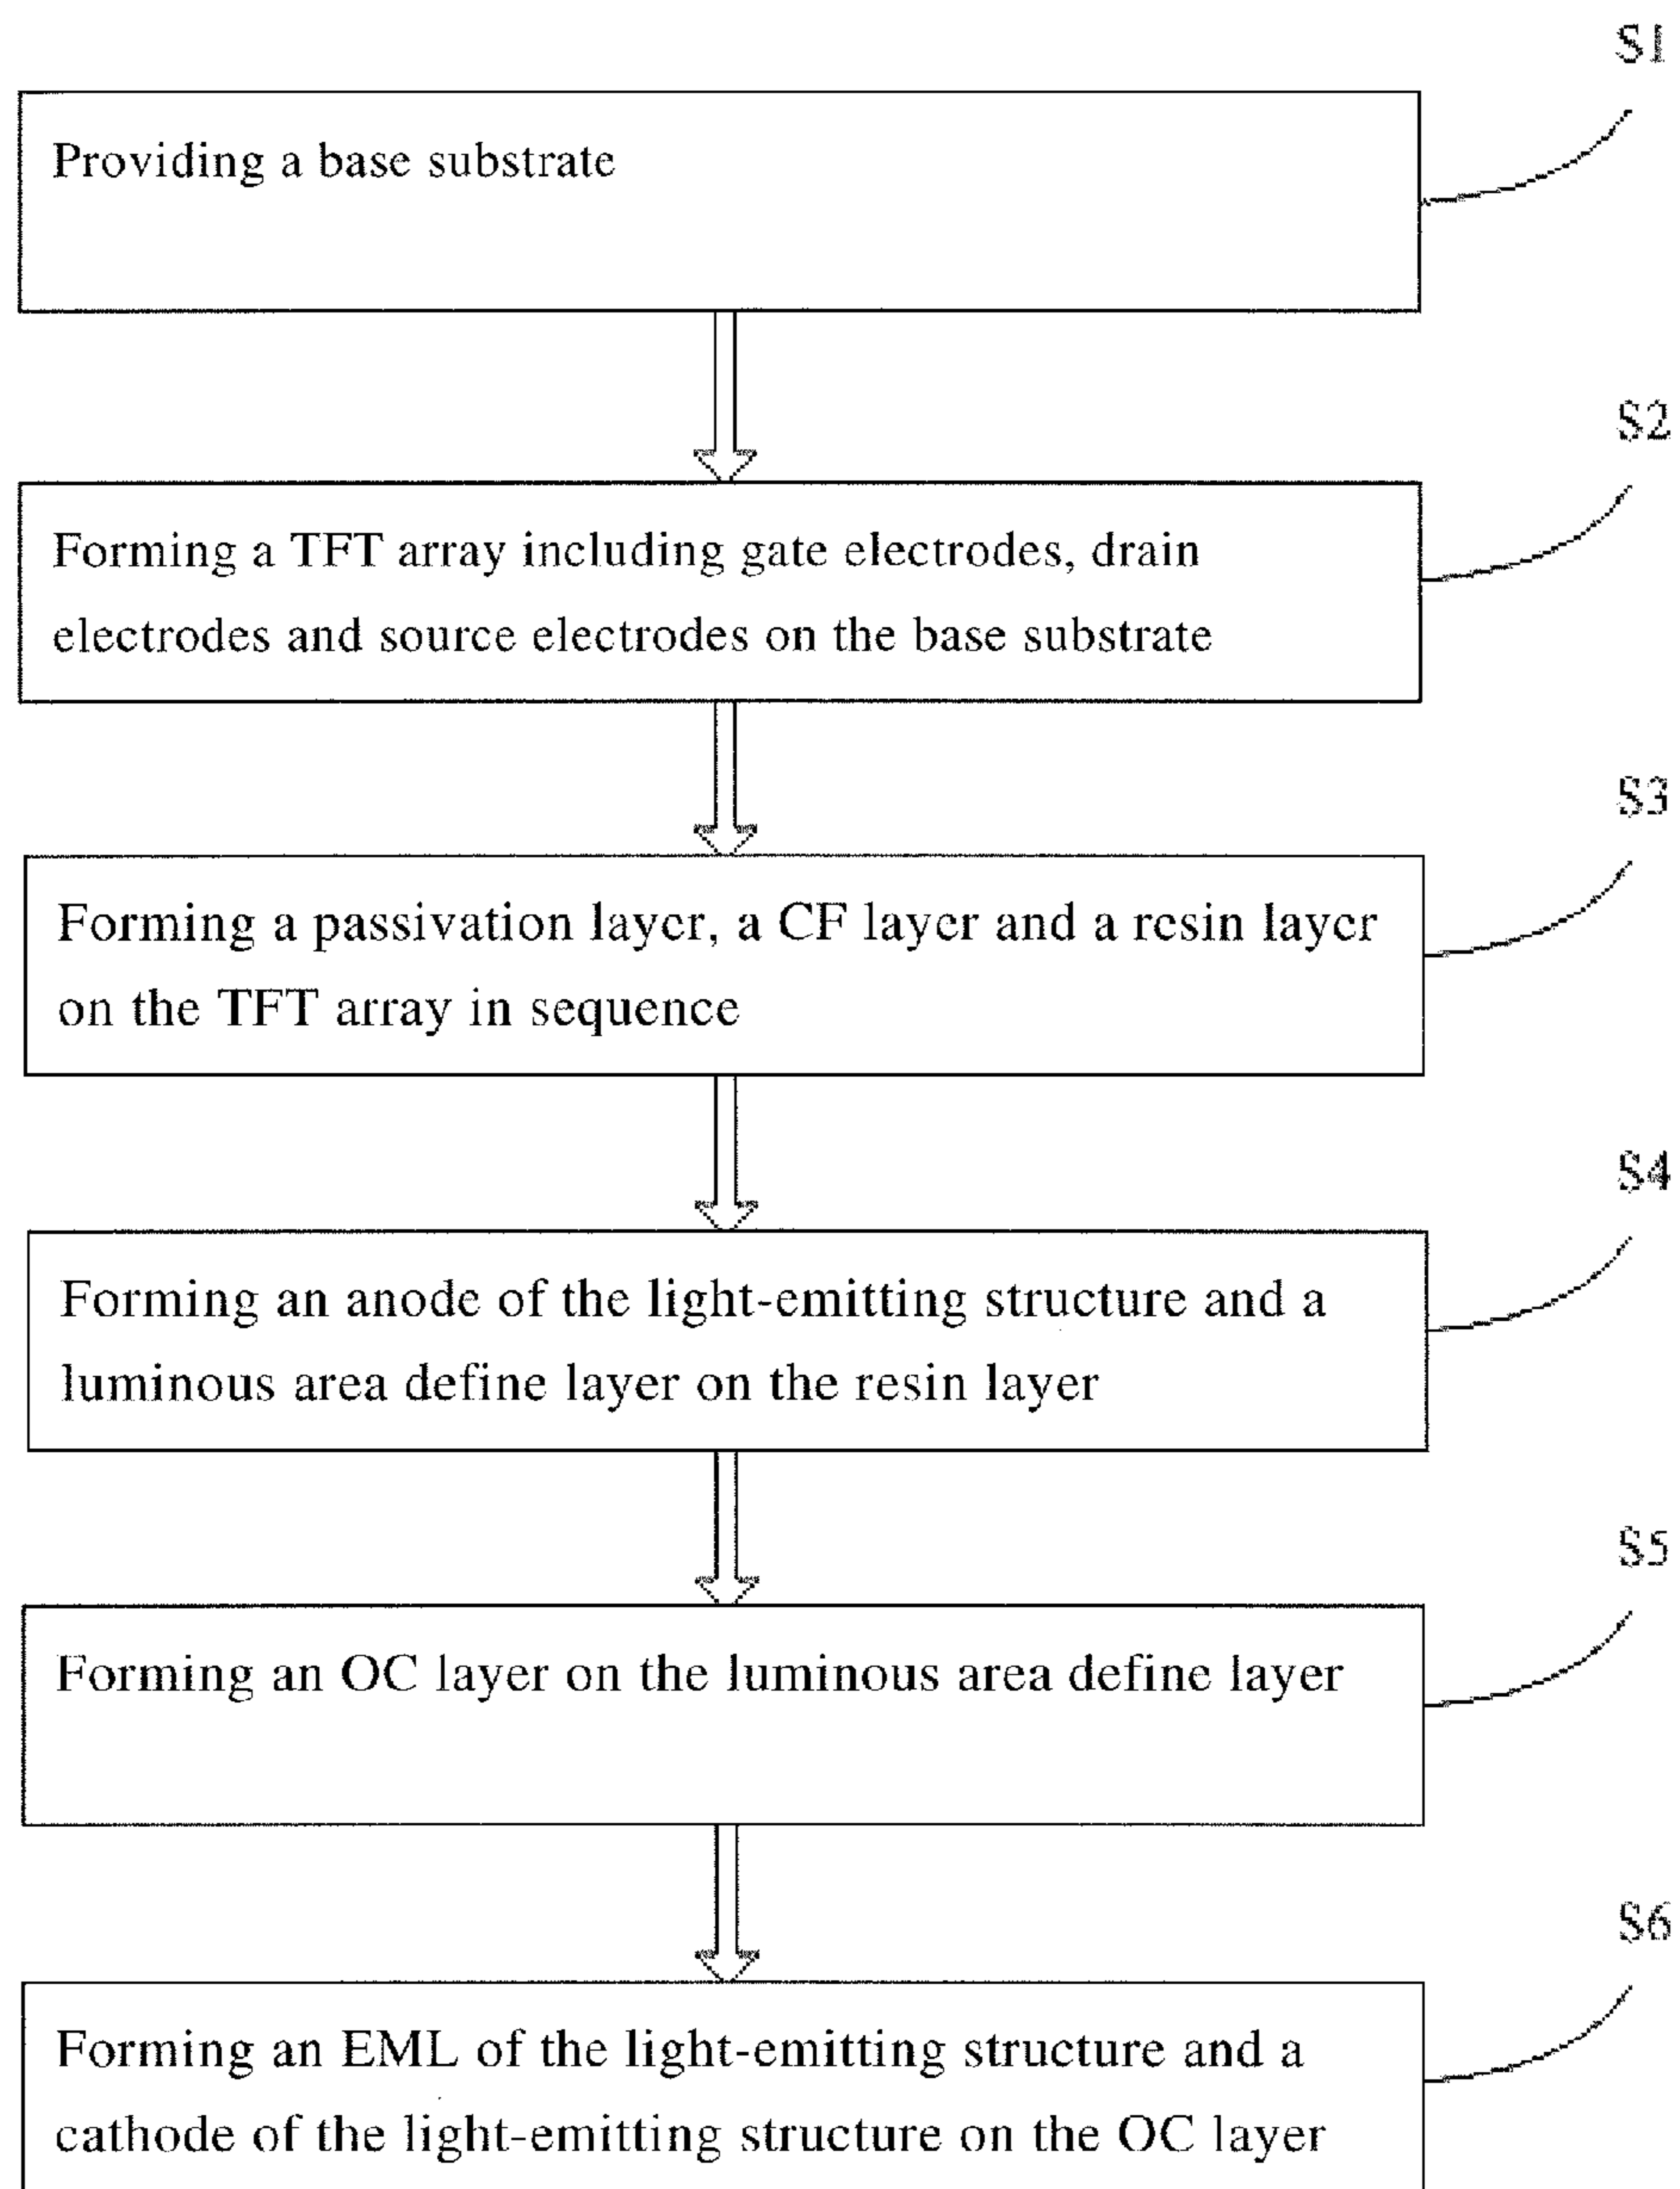 S1
Providing a base substrate
S2
Forming a TFT array including gate electrodes, drain
electrodes and source electrodes on the base substrate
S3
Forming a passivation layer, a CF layer and a resin layer
on the TFT array in sequence
S4
Forming an anode of the light-emitting structure and a
luminous area define layer on the resin layer
S5
Forming an OC layer on the luminous area define layer
S6
Forming an EML of the light-emitting structure and a
cathode of the light-emitting structure on the OC layer